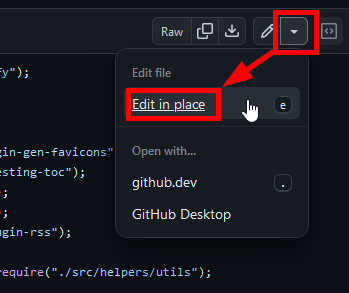 Raw
fy");
Edit file
Edit in place
e
gin-gen-favicons"
Open with...
esting-toc");
github.dev
.
);
);
GitHub Desktop
ugin-rss");
require("./src/helpers/utils");